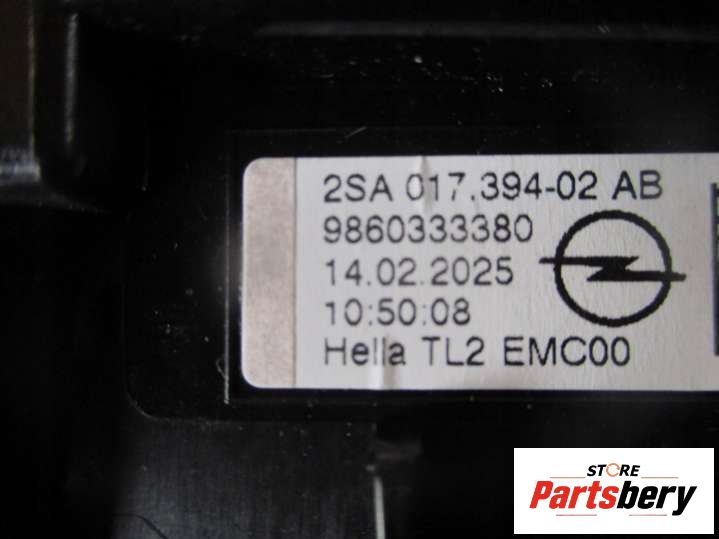 2SA 017.394-02 AB
9860333380
14.02.2025
10:50:08
Hella TL2 EMC00
STORE
Partsbery